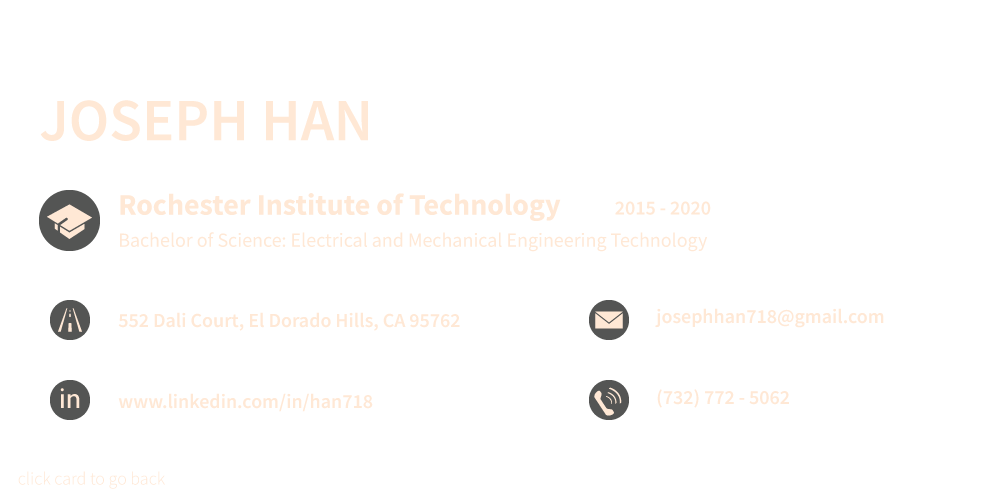 JOSEPH HAN
Rochester Institute of Technology 2015 - 2020
Bachelor of Science: Electrical and Mechanical Engineering Technology
552 Dali Court, El Dorado Hills, CA 95762
josephhan718@gmail.com
in
www.linkedin.com/in/han718
(732) 772 - 5062
click card to go back